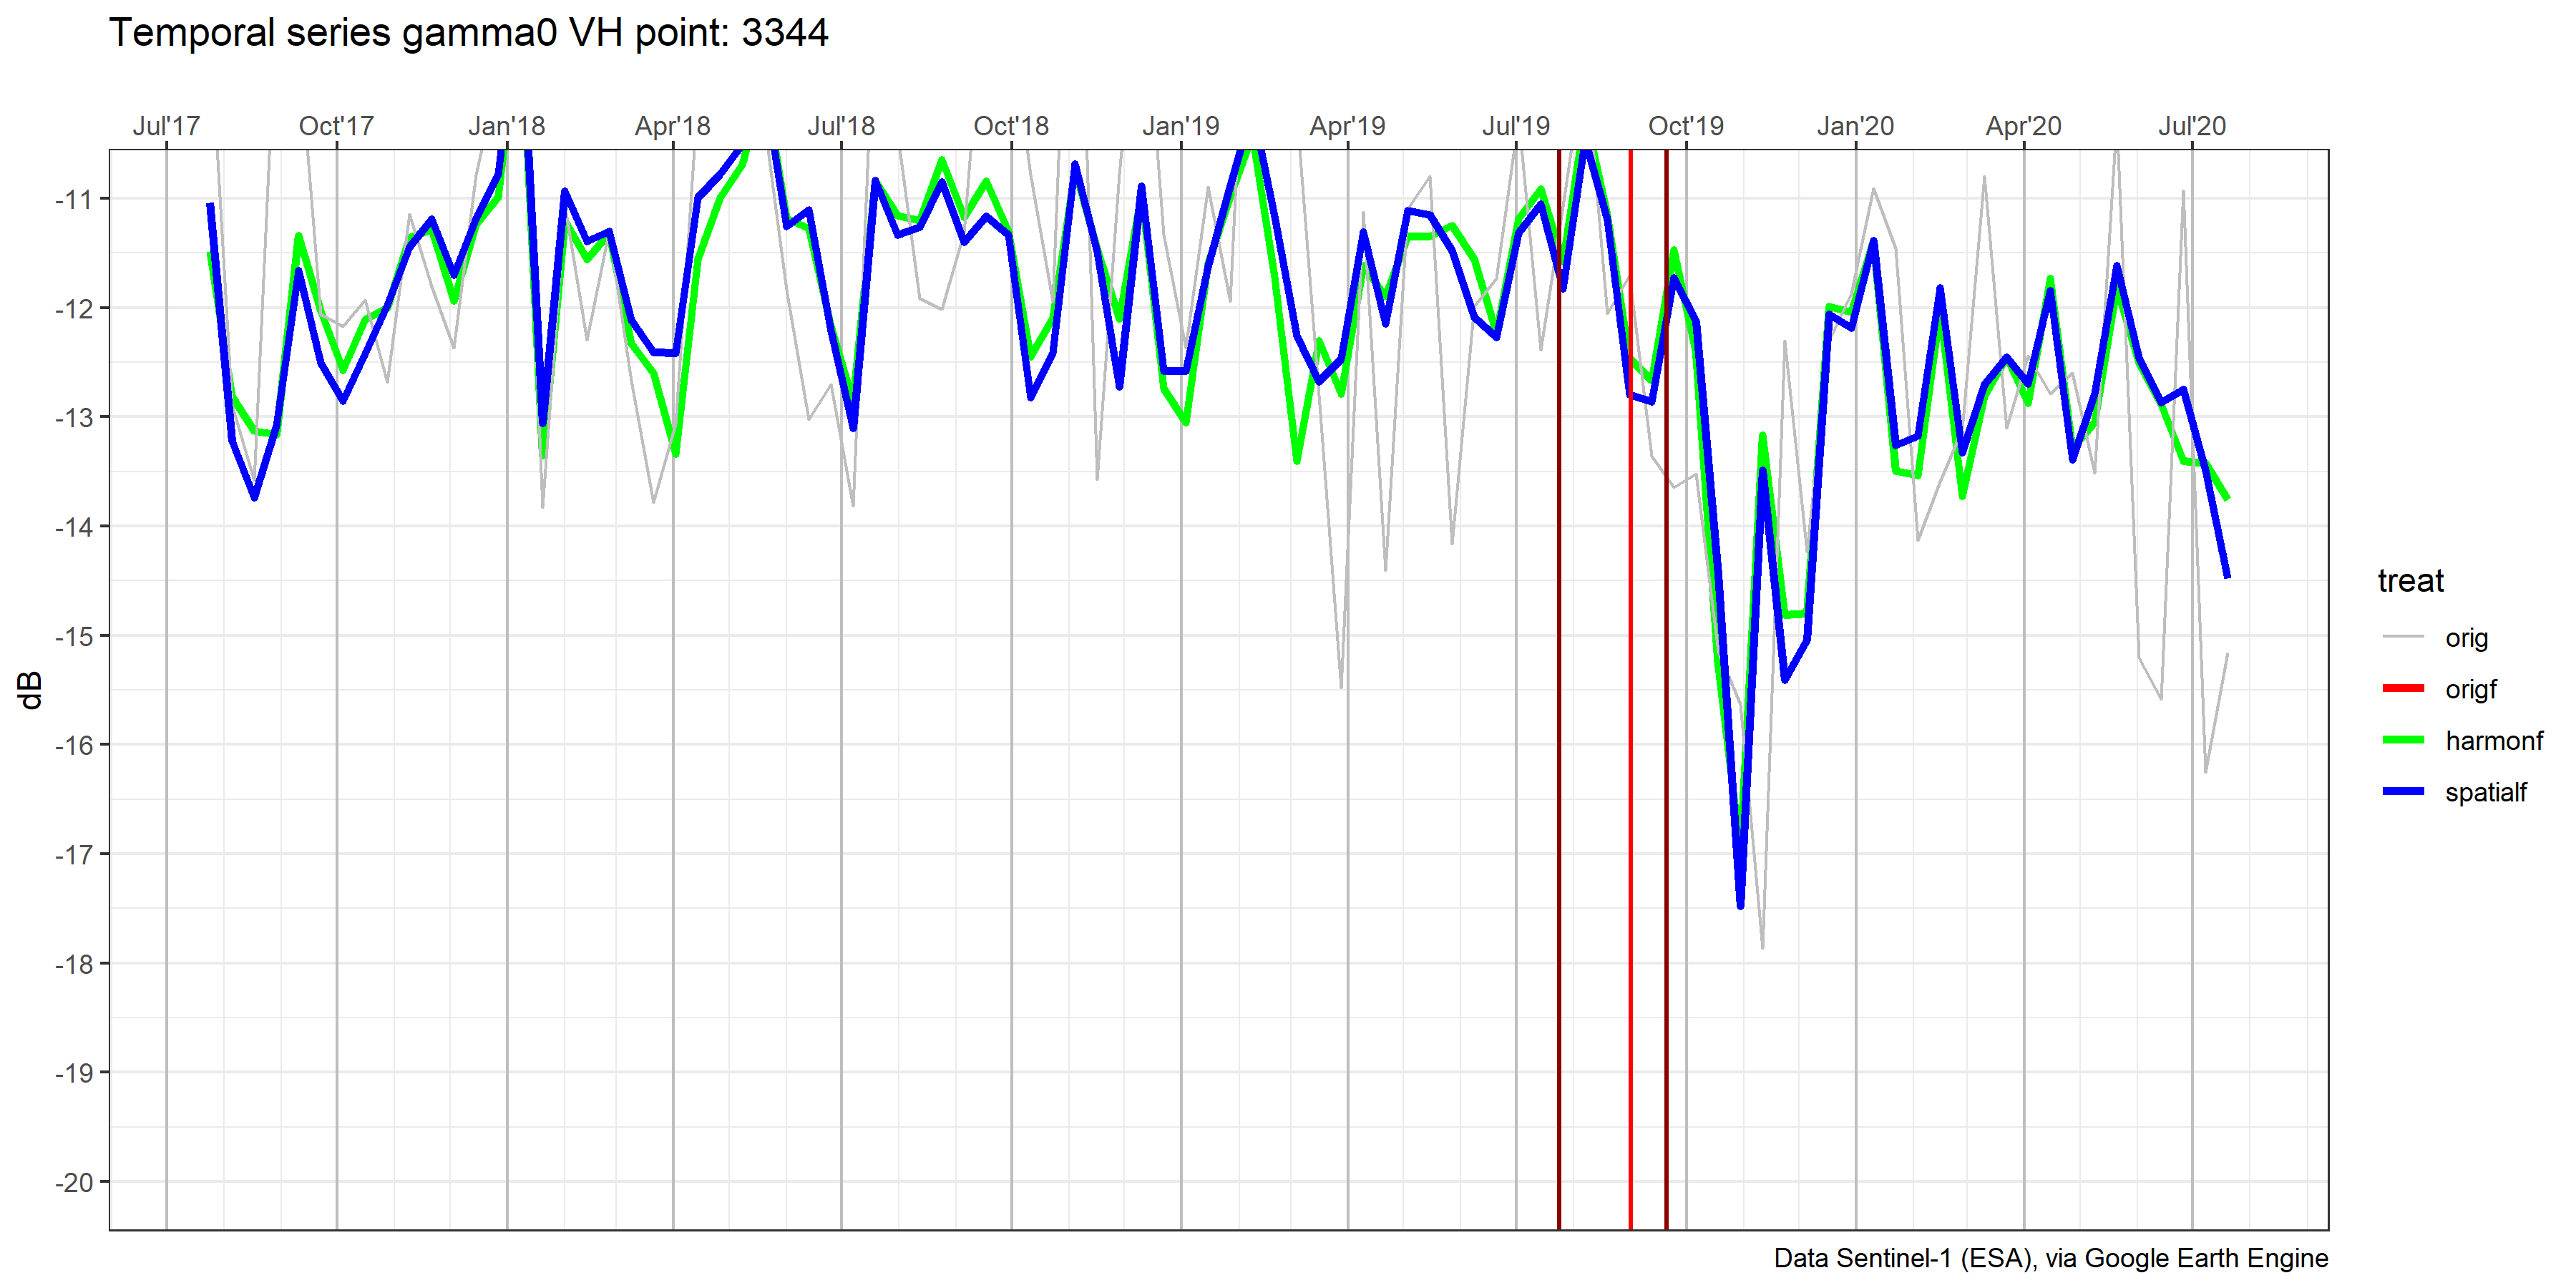 Temporal series gamma0 VH point: 3344
Jul'17 Oct'17 Jan'18 Apr'18 Jul'18 Oct'18 Jan'19 Apr'19 Jul'19 Oct'19 Jan'20 Apr'20 Jul'20
-11
-12
-13
-14
-15
-16
-17
-18
-19
-20
dB
treat
orig
origf
harmonf
spatialf
Data Sentinel-1 (ESA), via Google Earth Engine